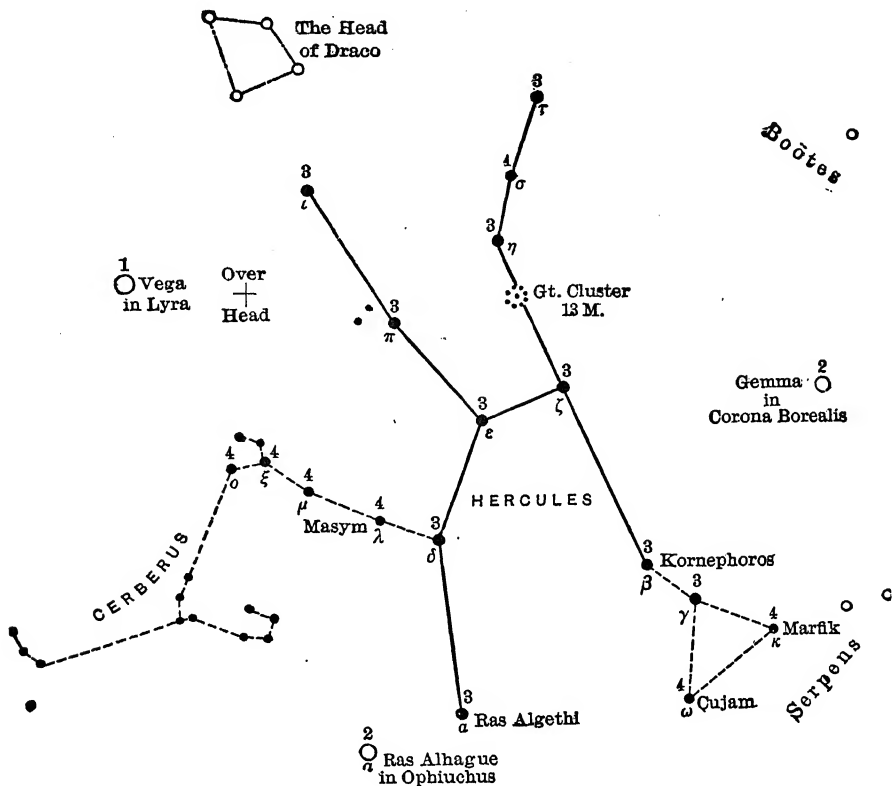 The Head
of Draco
3
τ
Boötes
4
σ
3
ι
3
η
1
Vega
in Lyra
Over
Head
Gt. Cluster
13 M.
3
π
3
ζ
2
Gemma
in
Corona Borealis
3
ε
4
ο
4
ξ
4
μ
HERCULES
Masym
4
λ
3
δ
CERBERUS
3
β
Kornephoros
3
γ
4
κ
Marfik
Serpens
4
ω
Cujam
3
α
Ras Algethi
2
α
Ras Alhague
in Ophiuchus